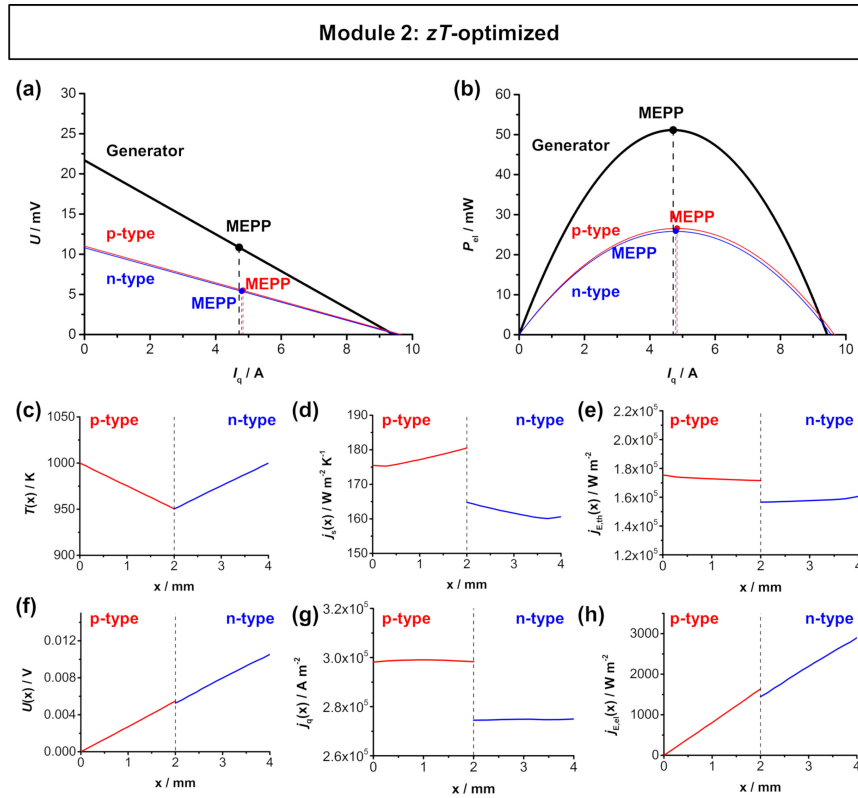 Module 2: zT-optimized
(a)
30
25
20
15
10
5
0
U / mV
Generator
MEPP
p-type
n-type
MEPP
MEPP
0 2 4 6 8 10
Iq / A
(b)
60
50
40
30
20
10
0
Pel / mW
MEPP
Generator
p-type
MEPP
MEPP
n-type
0 2 4 6 8 10
Iq / A
(c)
1050
1000
950
900
T(x) / K
p-type n-type
0 1 2 3 4
x / mm
(d)
190
180
170
160
150
js(x) / W m-2 K-1
p-type n-type
0 1 2 3 4
x / mm
(e)
2.2x10⁵
2.0x10⁵
1.8x10⁵
1.6x10⁵
1.4x10⁵
1.2x10⁵
jE,th(x) / W m-2
p-type n-type
0 1 2 3 4
x / mm
(f)
0.012
0.008
0.004
0.000
U(x) / V
p-type n-type
0 1 2 3 4
x / mm
(g)
3.2x10⁵
3.0x10⁵
2.8x10⁵
2.6x10⁵
jq(x) / A m-2
p-type n-type
0 1 2 3 4
x / mm
(h)
3000
2000
1000
0
jE,el(x) / W m-2
p-type n-type
0 1 2 3 4
x / mm